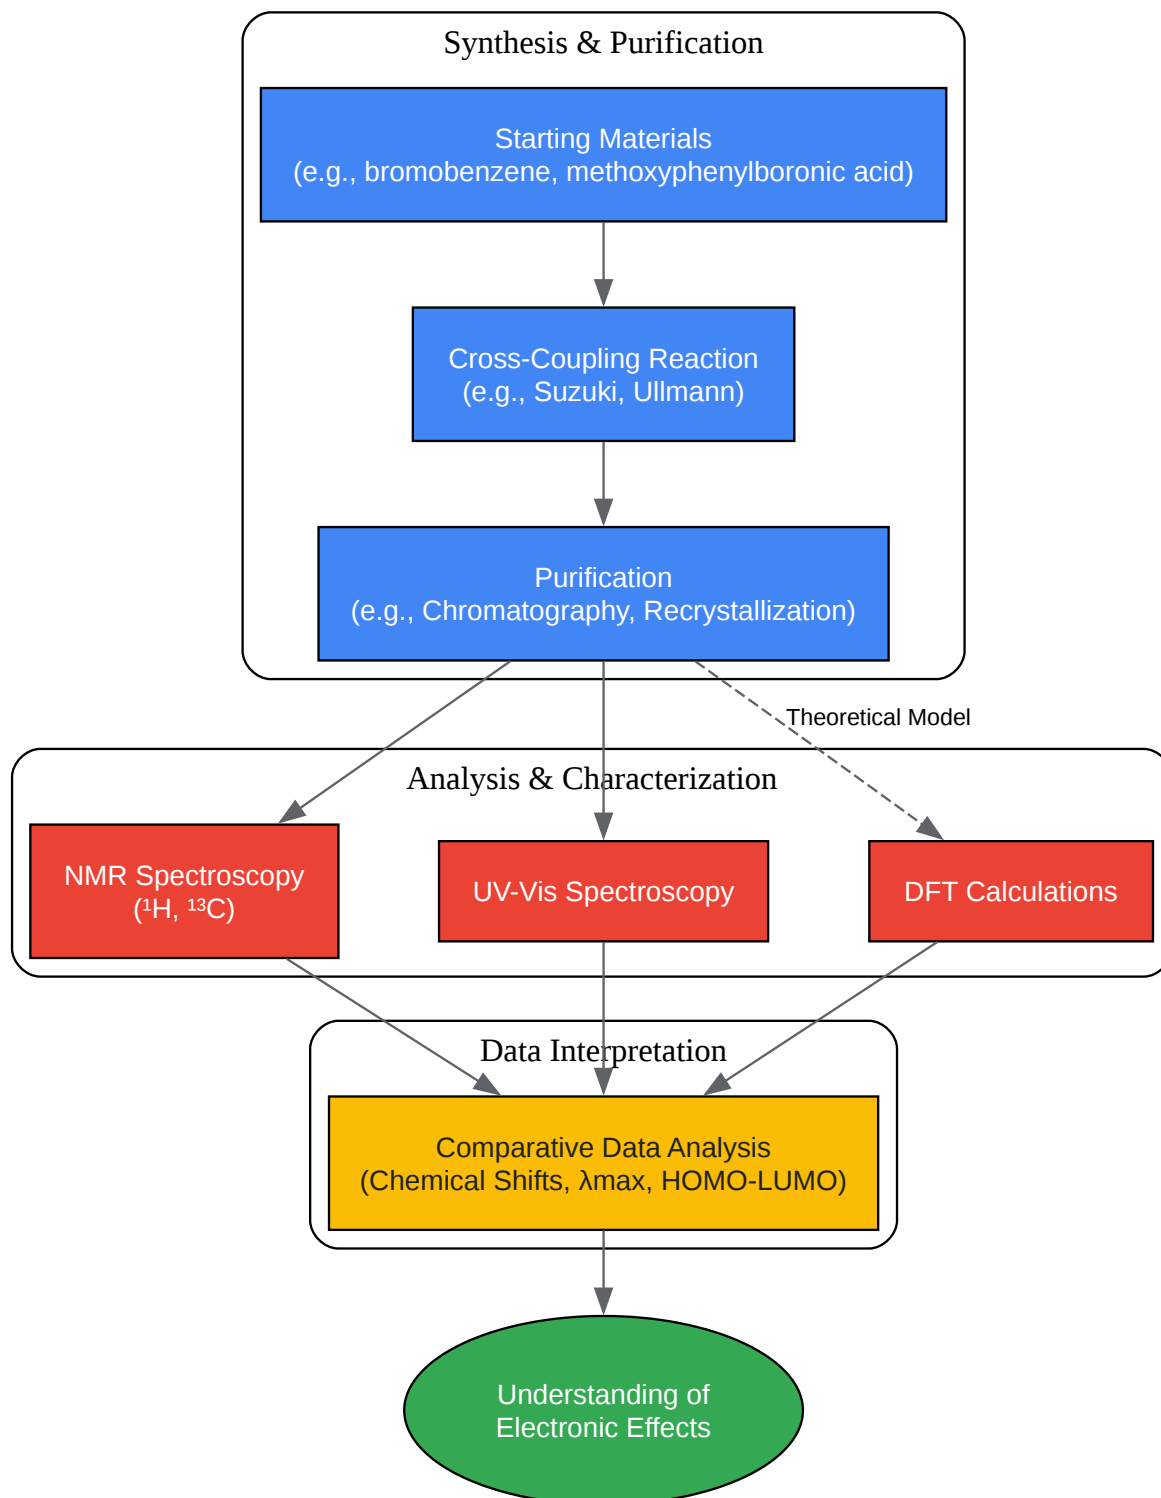 Synthesis & Purification
Starting Materials
(e.g., bromobenzene, methoxyphenylboronic acid)
Cross-Coupling Reaction
(e.g., Suzuki, Ullmann)
Purification
(e.g., Chromatography, Recrystallization)
Theoretical Model
Analysis & Characterization
NMR Spectroscopy
(¹H, ¹³C)
UV-Vis Spectroscopy
DFT Calculations
Data Interpretation
Comparative Data Analysis
(Chemical Shifts, λmax, HOMO-LUMO)
Understanding of
Electronic Effects